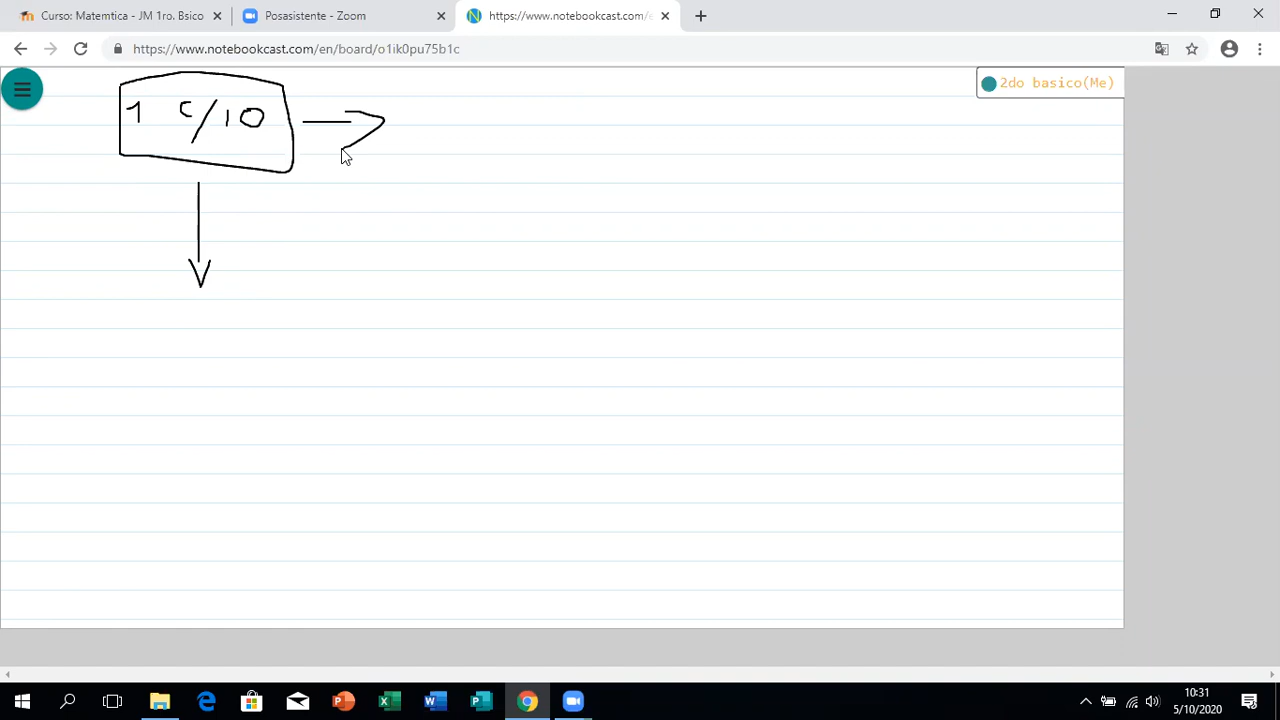 Curso: Matemtica - JM 1ro. Bsico
Posasistente - Zoom
https://www.notebookcast.com/e
https://www.notebookcast.com/en/board/o1ik0pu75b1c
2do basico(Me)
1 c/10
10:31
5/10/2020